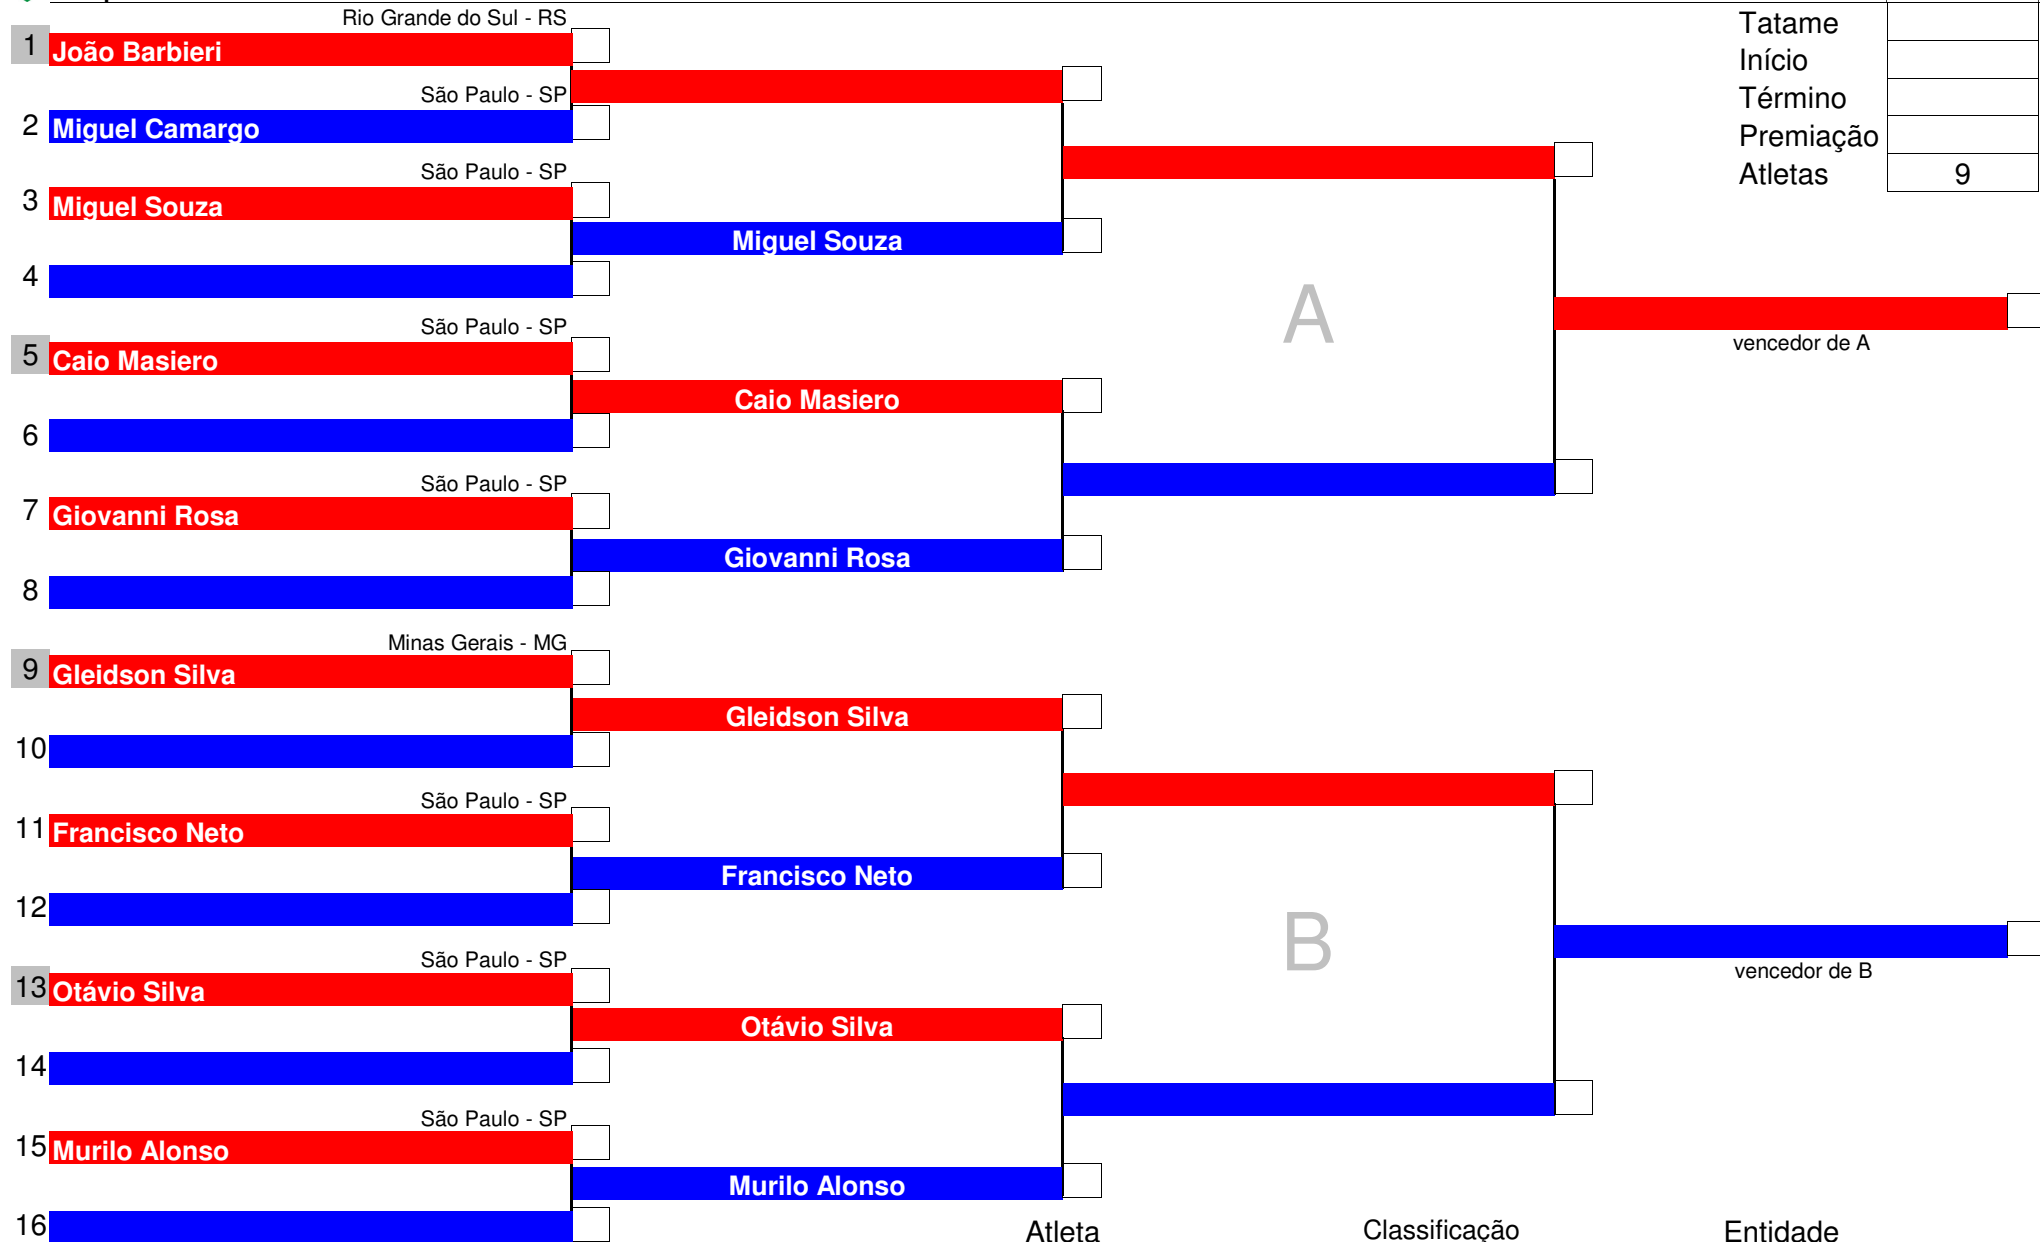 Rio Grande do Sul - RS
Tatame
1 João Barbieri
Início
São Paulo - SP
Término
2 Miguel Camargo
Premiação
São Paulo - SP
Atletas 9
3 Miguel Souza
Miguel Souza
4
A
São Paulo - SP
vencedor de A
5 Caio Masiero
Caio Masiero
6
São Paulo - SP
7 Giovanni Rosa
Giovanni Rosa
8
Minas Gerais - MG
9 Gleidson Silva
Gleidson Silva
10
São Paulo - SP
11 Francisco Neto
Francisco Neto
12
B
São Paulo - SP
vencedor de B
13 Otávio Silva
Otávio Silva
14
São Paulo - SP
15 Murilo Alonso
Murilo Alonso
16
Atleta Classificação Entidade